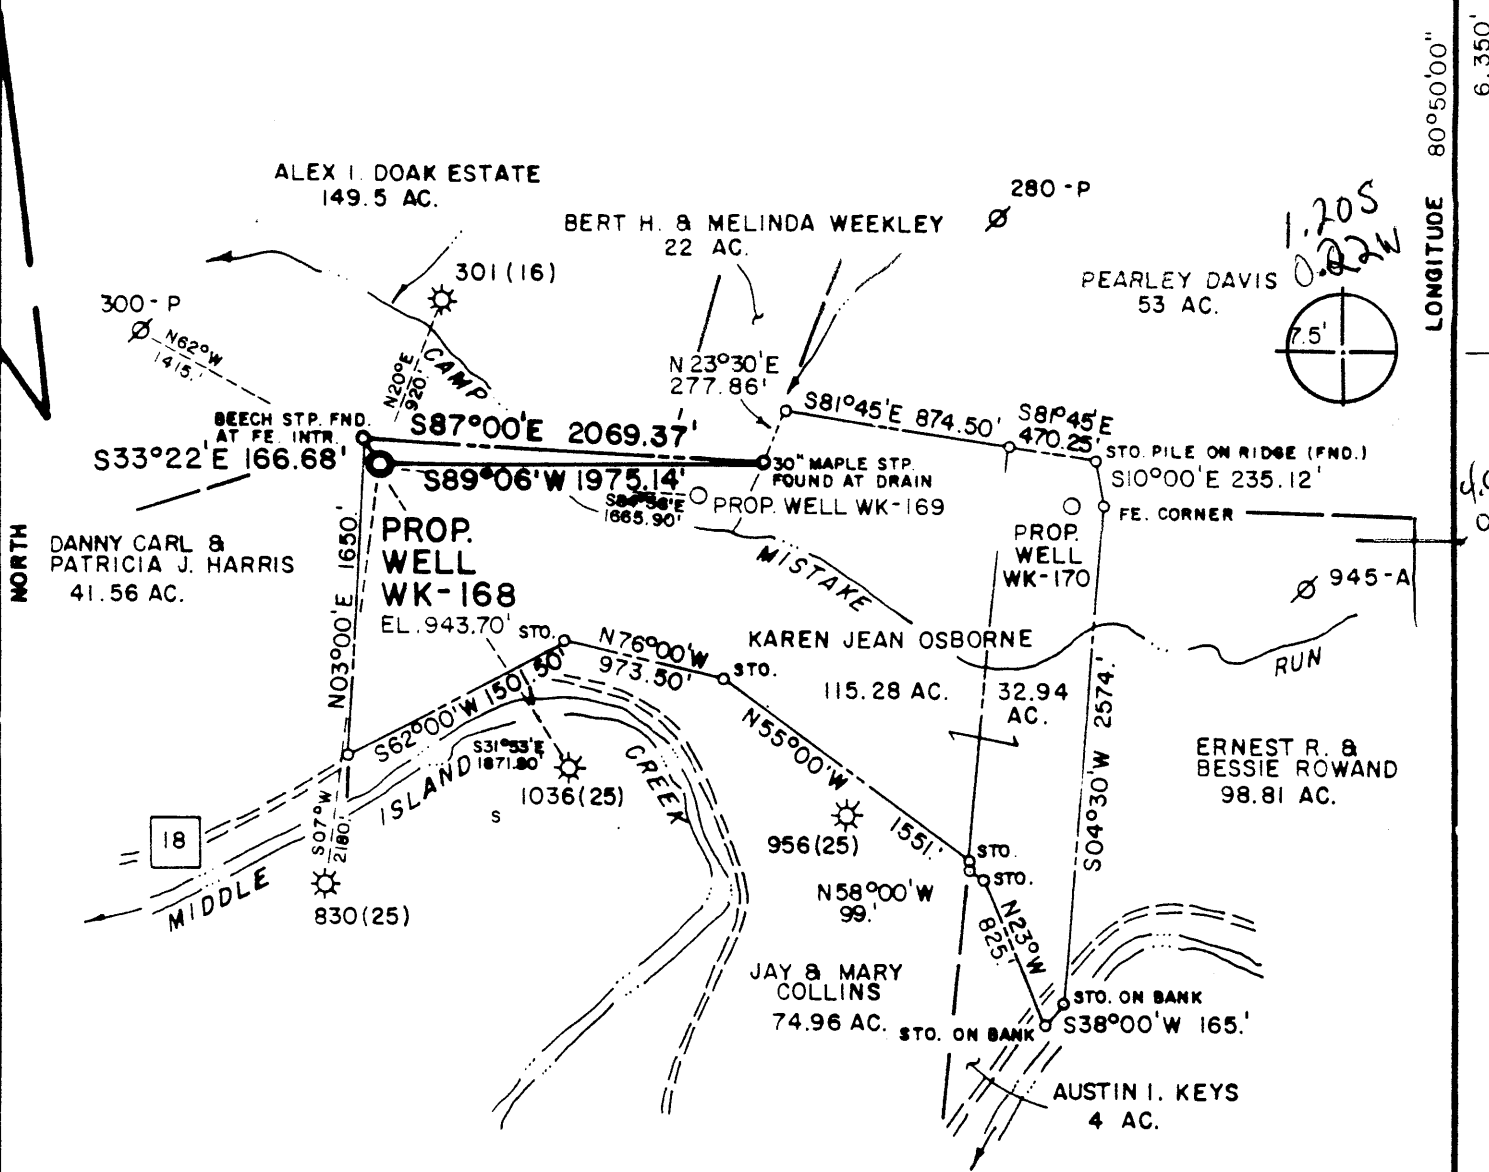 6.350'
LONGITUDE 80°50'00"
ALEX I. DOAK ESTATE
149.5 AC.
280-P
BERT H. & MELINDA WEEKLEY
22 AC.
1.20S
0.22W
301(16)
PEARLEY DAVIS
53 AC.
300-P
N62°W
1415.'
7.5'
N20°E
920.'
CAMP
N 23°30'E
277.86'
BEECH STP. FND.
AT FE. INTR.
S87°00'E 2069.37'
S81°45'E 874.50'
S81°45'E
470.25'
S33°22'E 166.68'
STO. PILE ON RIDGE (FND.)
S89°06'W 1975.14'
30" MAPLE STP.
FOUND AT DRAIN
S10°00'E 235.12'
1665.90'
PROP. WELL WK-169
FE. CORNER
PROP.
WELL
WK-168
EL. 943.70'
PROP.
WELL
WK-170
NORTH
DANNY CARL &
PATRICIA J. HARRIS
41.56 AC.
N03°00'E 1650'
MISTAKE
945-A
STO.
N76°00'W
973.50'
STO.
KAREN JEAN OSBORNE
RUN
115.28 AC.
32.94
AC.
S62°00'W 1501.50'
N55°00'W 1551.'
S04°30'W 2574.'
S31°53'E
1871.80'
ISLAND
CREEK
1036(25)
S
ERNEST R. &
BESSIE ROWAND
98.81 AC.
18
S07°W
2180.'
956(25)
STO.
STO.
MIDDLE
830(25)
N58°00'W
99.'
N23°W
825.'
JAY & MARY
COLLINS
74.96 AC.
STO. ON BANK
STO. ON BANK
S38°00'W 165.'
AUSTIN I. KEYS
4 AC.